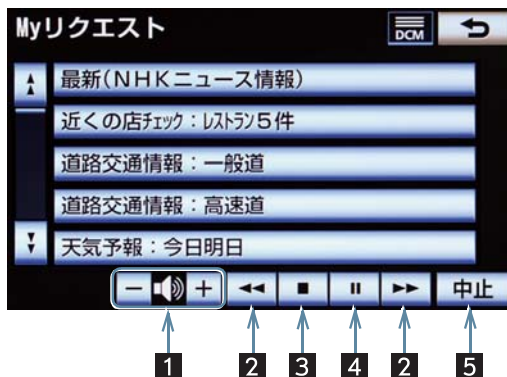 Myリクエスト DCM
最新(NHKニュース情報)
近くの店チェック:レストラン5件
道路交通情報:一般道
道路交通情報:高速道
天気予報:今日明日
− + 中止
1 2 3 4 2 5